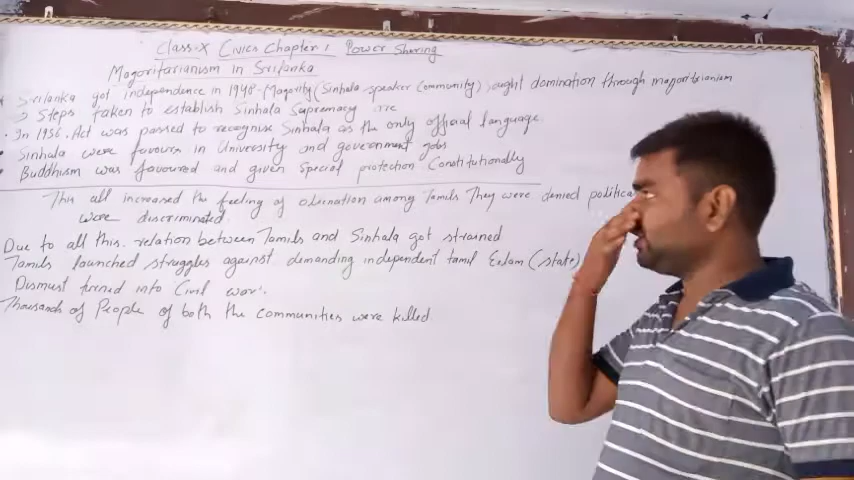 Class-X Civics Chapter 1 Power Sharing
Magoritarianism in SriLanka
Srilanka got independence in 1948-Magority (Sinhala speaker Community) sought domination through magoritarianism
Steps taken to establish Sinhala Supremacy are
• In 1956. Act was passed to recognise Sinhala as the only official language.
• Sinhala were favours in University and government jobs
• Buddhism was favoured and given Special protection Constitutionally
This all increased the feeling of alienation among Tamils They were denied politica
were discriminated.
Due to all this. relation between Tamils and Sinhala got strained
Tamils launched struggles against demanding independent tamil Eelam (state)
turned into Civil war.
Thousands of People of both the communities were killed